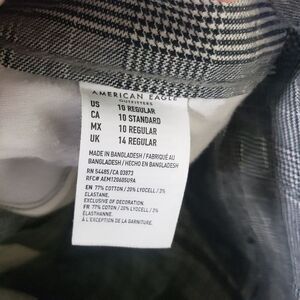 AMERICAN EAGLE
OUTFITTERS
US 10 REGULAR
CA 10 STANDARD
MX 10 REGULAR
UK 14 REGULAR
MADE IN BANGLADESH / FABRIQUÉ AU
BANGLADESH / HECHO EN BANGLADESH
RN 54485/CA 03873
RFC# AEM120605U9A
EN 77% COTTON / 20% LYOCELL / 3%
ELASTANE.
EXCLUSIVE OF DECORATION.
FR 77% COTON / 20% LYOCELL / 3%
ÉLASTHANNE.
À L'EXCEPTION DE LA GARNITURE.